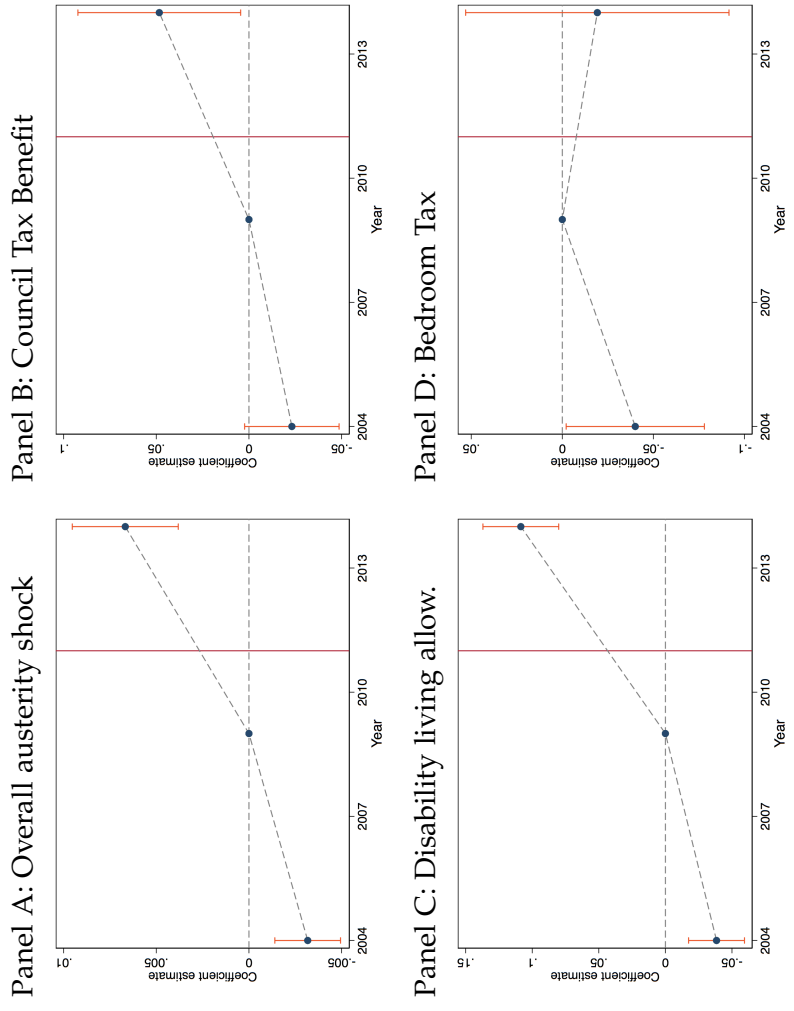 Panel A: Overall austerity shock
.01
.005
0
-.005
Coefficient estimate
2004
2007
2010
2013
Year
Panel B: Council Tax Benefit
.1
.05
0
-.05
Coefficient estimate
2004
2007
2010
2013
Year
Panel C: Disability living allow.
.15
.1
.05
0
-.05
Coefficient estimate
2004
2007
2010
2013
Year
Panel D: Bedroom Tax
.05
0
-.05
-.1
Coefficient estimate
2004
2007
2010
2013
Year